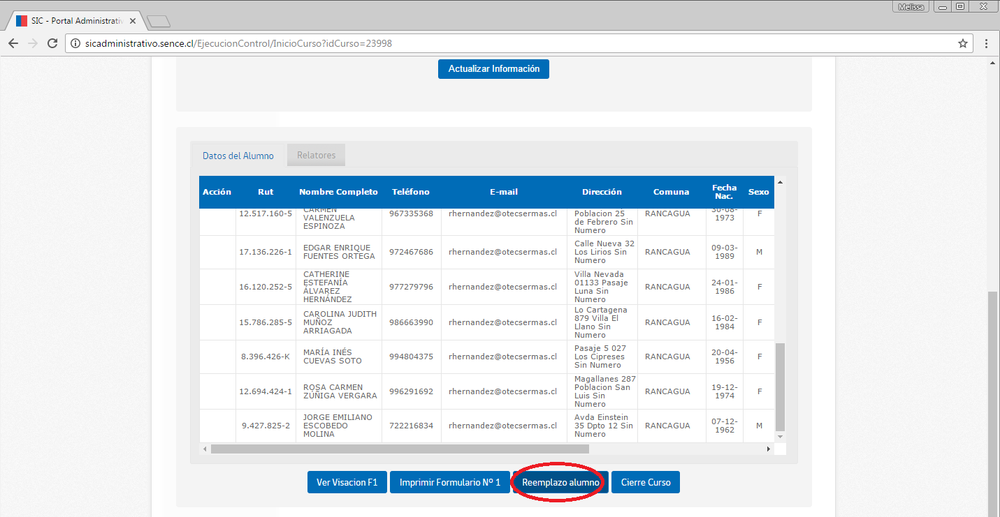 Melissa
SIC - Portal Administrativ
sicadministrativo.sence.cl/EjecucionControl/InicioCurso?idCurso=23998
Actualizar Información
Datos del Alumno Relatores
Acción Rut Nombre Completo Teléfono E-mail Dirección Comuna Fecha Nac. Sexo
12.517.160-5 CARMEN VALENZUELA ESPINOZA 967335368 rhernandez@otecsermas.cl Poblacion 25 de Febrero Sin Numero RANCAGUA 30-08-1973 F
17.136.226-1 EDGAR ENRIQUE FUENTES ORTEGA 972467686 rhernandez@otecsermas.cl Calle Nueva 32 Los Lirios Sin Numero RANCAGUA 09-03-1989 M
16.120.252-5 CATHERINE ESTEFANÍA ÁLVAREZ HERNÁNDEZ 977279796 rhernandez@otecsermas.cl Villa Nevada 01133 Pasaje Luna Sin Numero RANCAGUA 24-01-1986 F
15.786.285-5 CAROLINA JUDITH MUÑOZ ARRIAGADA 986663990 rhernandez@otecsermas.cl Lo Cartagena 879 Villa El Llano Sin Numero RANCAGUA 16-02-1984 F
8.396.426-K MARÍA INÉS CUEVAS SOTO 994804375 rhernandez@otecsermas.cl Pasaje 5 027 Los Cipreses Sin Numero RANCAGUA 20-04-1956 F
12.694.424-1 ROSA CARMEN ZÚÑIGA VERGARA 996291692 rhernandez@otecsermas.cl Magallanes 287 Poblacion San Luis Sin Numero RANCAGUA 19-12-1974 F
9.427.825-2 JORGE EMILIANO ESCOBEDO MOLINA 722216834 rhernandez@otecsermas.cl Avda Einstein 35 Dpto 12 Sin Numero RANCAGUA 07-12-1962 M
Ver Visacion F1 Imprimir Formulario Nº 1 Reemplazo alumno Cierre Curso